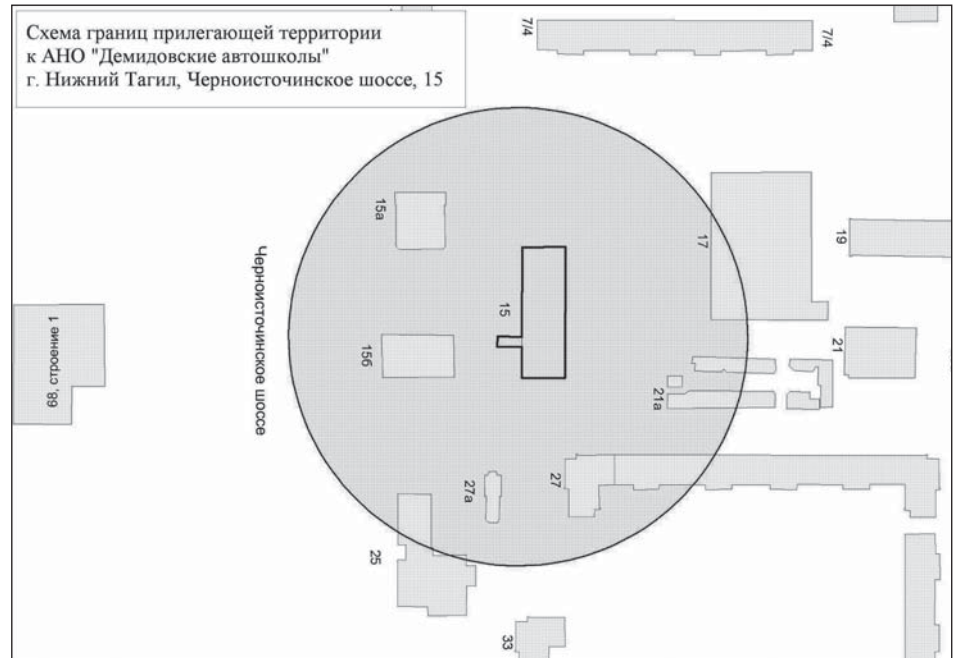 Схема границ прилегающей территории
к АНО "Демидовские автошколы"
г. Нижний Тагил, Черноисточинское шоссе, 15
7/4
7/4
15а
17
19
Черноисточинское шоссе
15
68, строение 1
15б
21
21а
27а
27
25
33